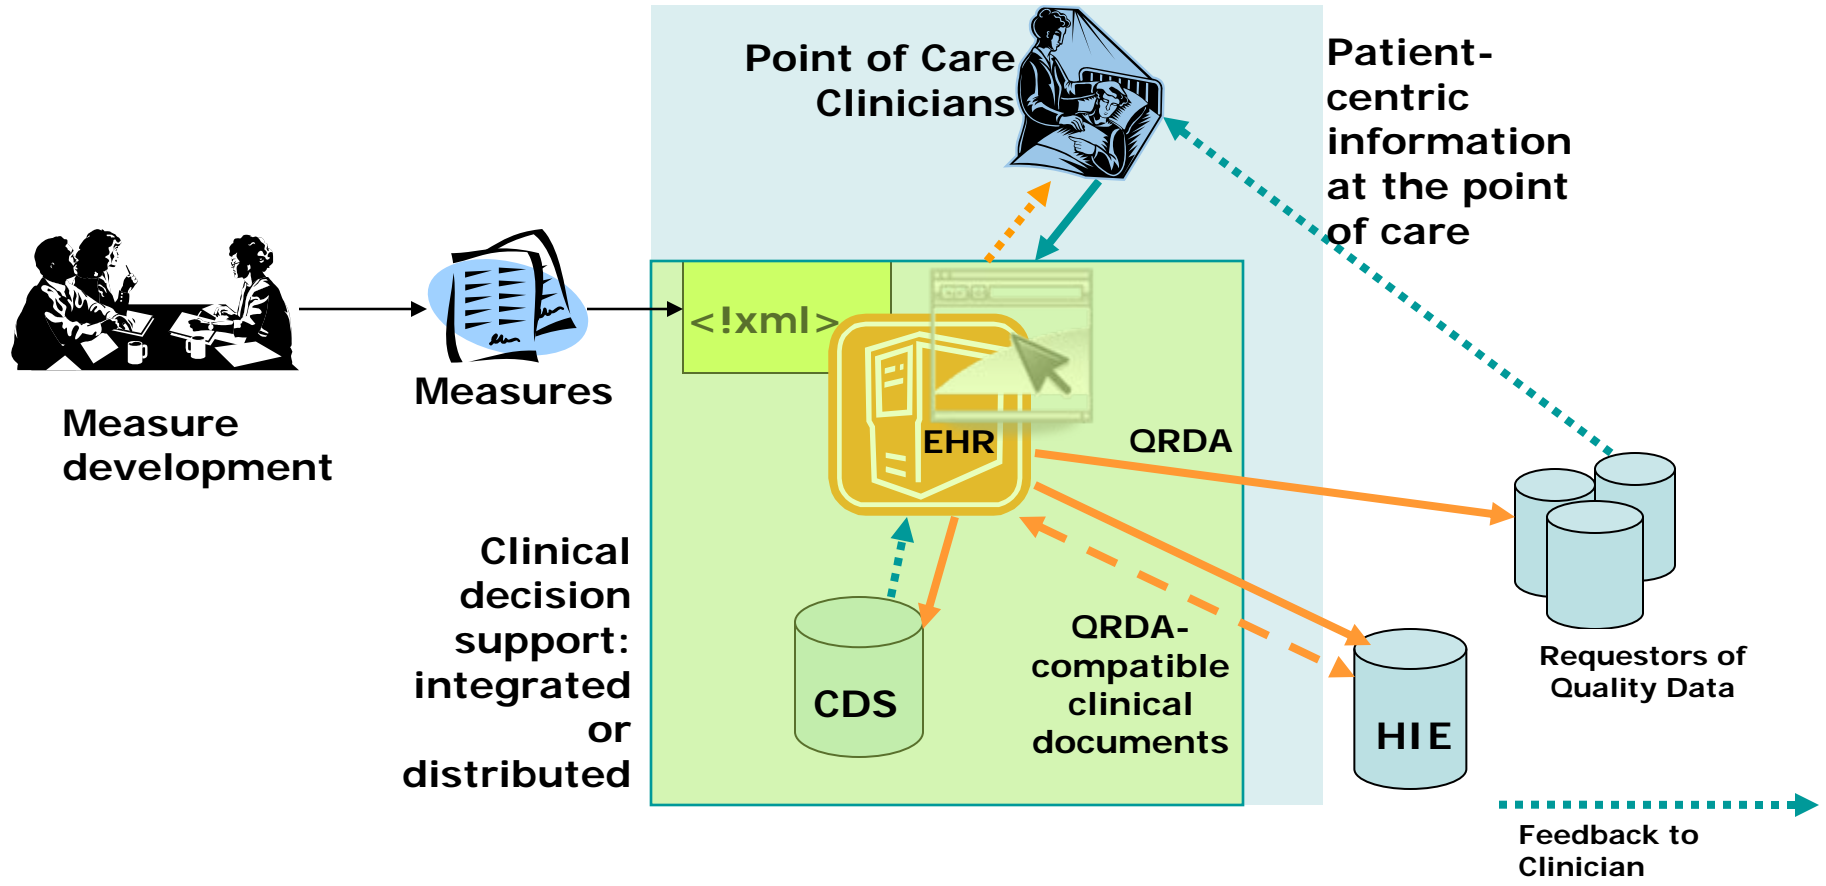 Point of Care
Clinicians
Patient-
centric
information
at the point
of care
<!xml>
Measures
Measure
development
EHR
QRDA
Clinical
decision
support:
integrated
or
distributed
CDS
QRDA-
compatible
clinical
documents
HIE
Requestors of
Quality Data
Feedback to
Clinician